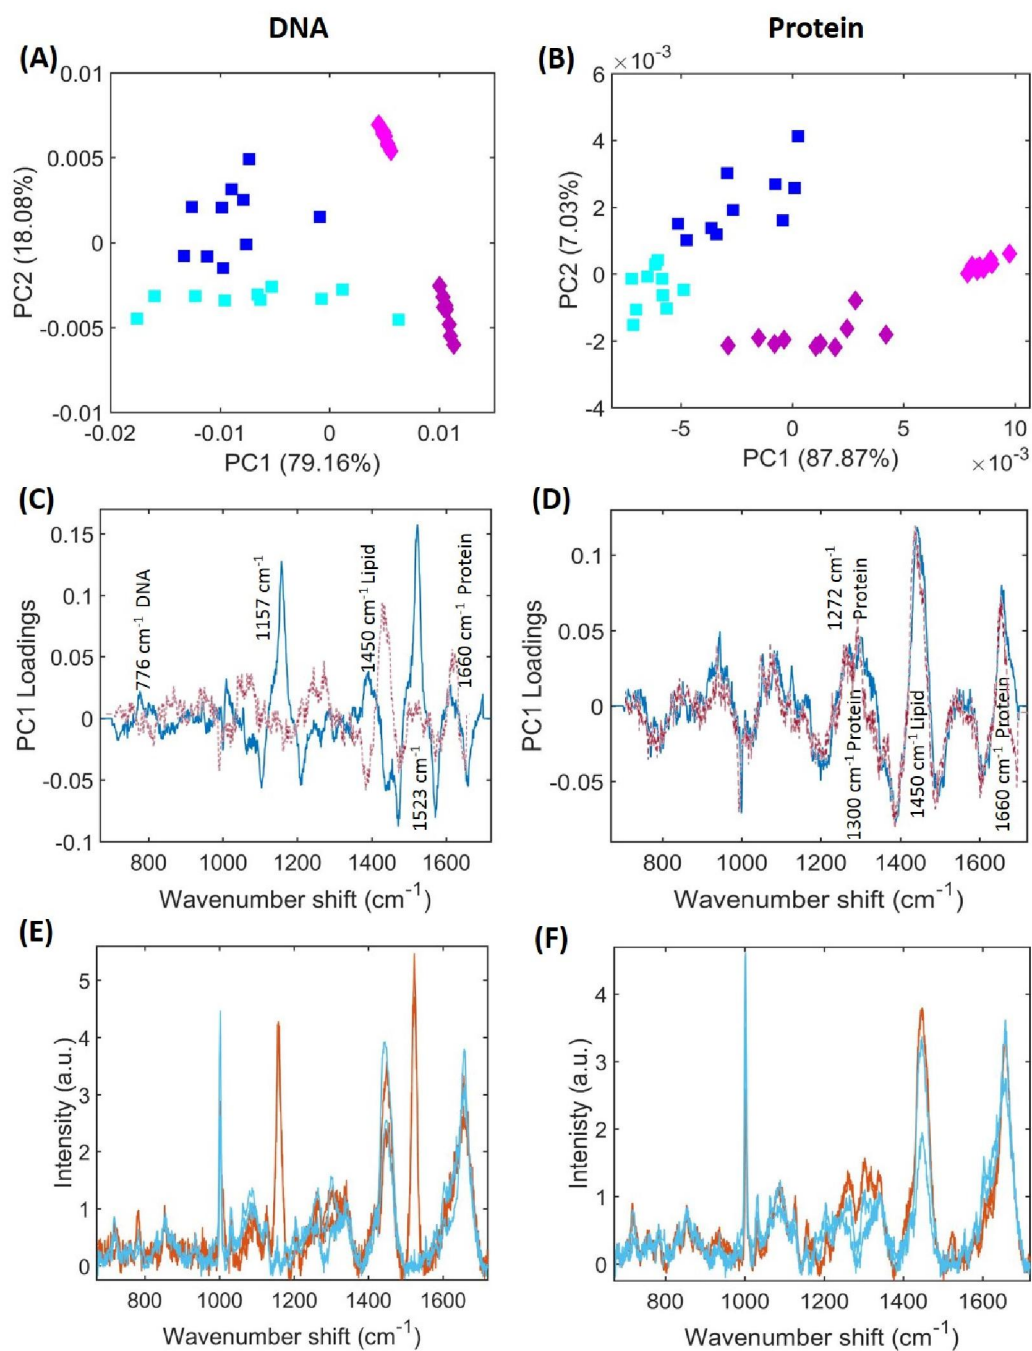 DNA
Protein
(A)
(B)
0.01
0.005
0
-0.005
-0.01
PC2 (18.08%)
-0.02
-0.01
0
0.01
PC1 (79.16%)
×10⁻³
6
4
2
0
-2
-4
PC2 (7.03%)
-5
0
5
10
PC1 (87.87%)
×10⁻³
(C)
(D)
0.15
0.1
0.05
0
-0.05
-0.1
PC1 Loadings
776 cm⁻¹ DNA
1157 cm⁻¹
1450 cm⁻¹ Lipid
1523 cm⁻¹
1660 cm⁻¹ Protein
800
1000
1200
1400
1600
Wavenumber shift (cm⁻¹)
0.1
0.05
0
-0.05
PC1 Loadings
1272 cm⁻¹
Protein
1300 cm⁻¹ Protein
1450 cm⁻¹ Lipid
1660 cm⁻¹ Protein
800
1000
1200
1400
1600
Wavenumber shift (cm⁻¹)
(E)
(F)
5
4
3
2
1
0
Intensity (a.u.)
800
1000
1200
1400
1600
Wavenumber shift (cm⁻¹)
4
3
2
1
0
Intenisty (a.u.)
800
1000
1200
1400
1600
Wavenumber shift (cm⁻¹)